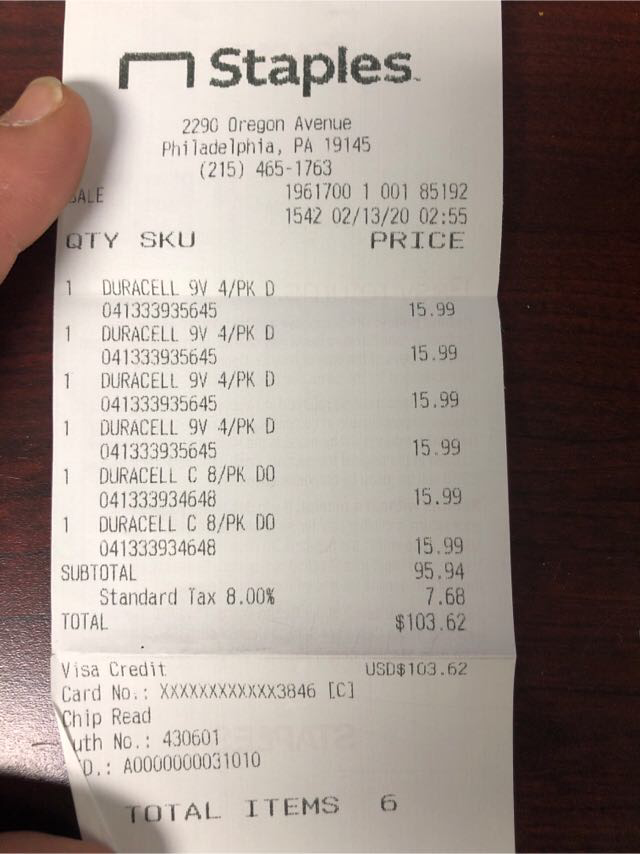 Staples
2290 Oregon Avenue
Philadelphia, PA 19145
(215) 465-1763
SALE 1961700 1 001 85192
1542 02/13/20 02:55
QTY SKU PRICE
1 DURACELL 9V 4/PK D
041333935645 15.99
1 DURACELL 9V 4/PK D
041333935645 15.99
1 DURACELL 9V 4/PK D
041333935645 15.99
1 DURACELL 9V 4/PK D
041333935645 15.99
1 DURACELL C 8/PK DO
041333934648 15.99
1 DURACELL C 8/PK DO
041333934648 15.99
SUBTOTAL 95.94
Standard Tax 8.00% 7.68
TOTAL $103.62
Visa Credit USD$103.62
Card No.: XXXXXXXXXXXX3846 [C]
Chip Read
uth No.: 430601
D.: A0000000031010
TOTAL ITEMS 6